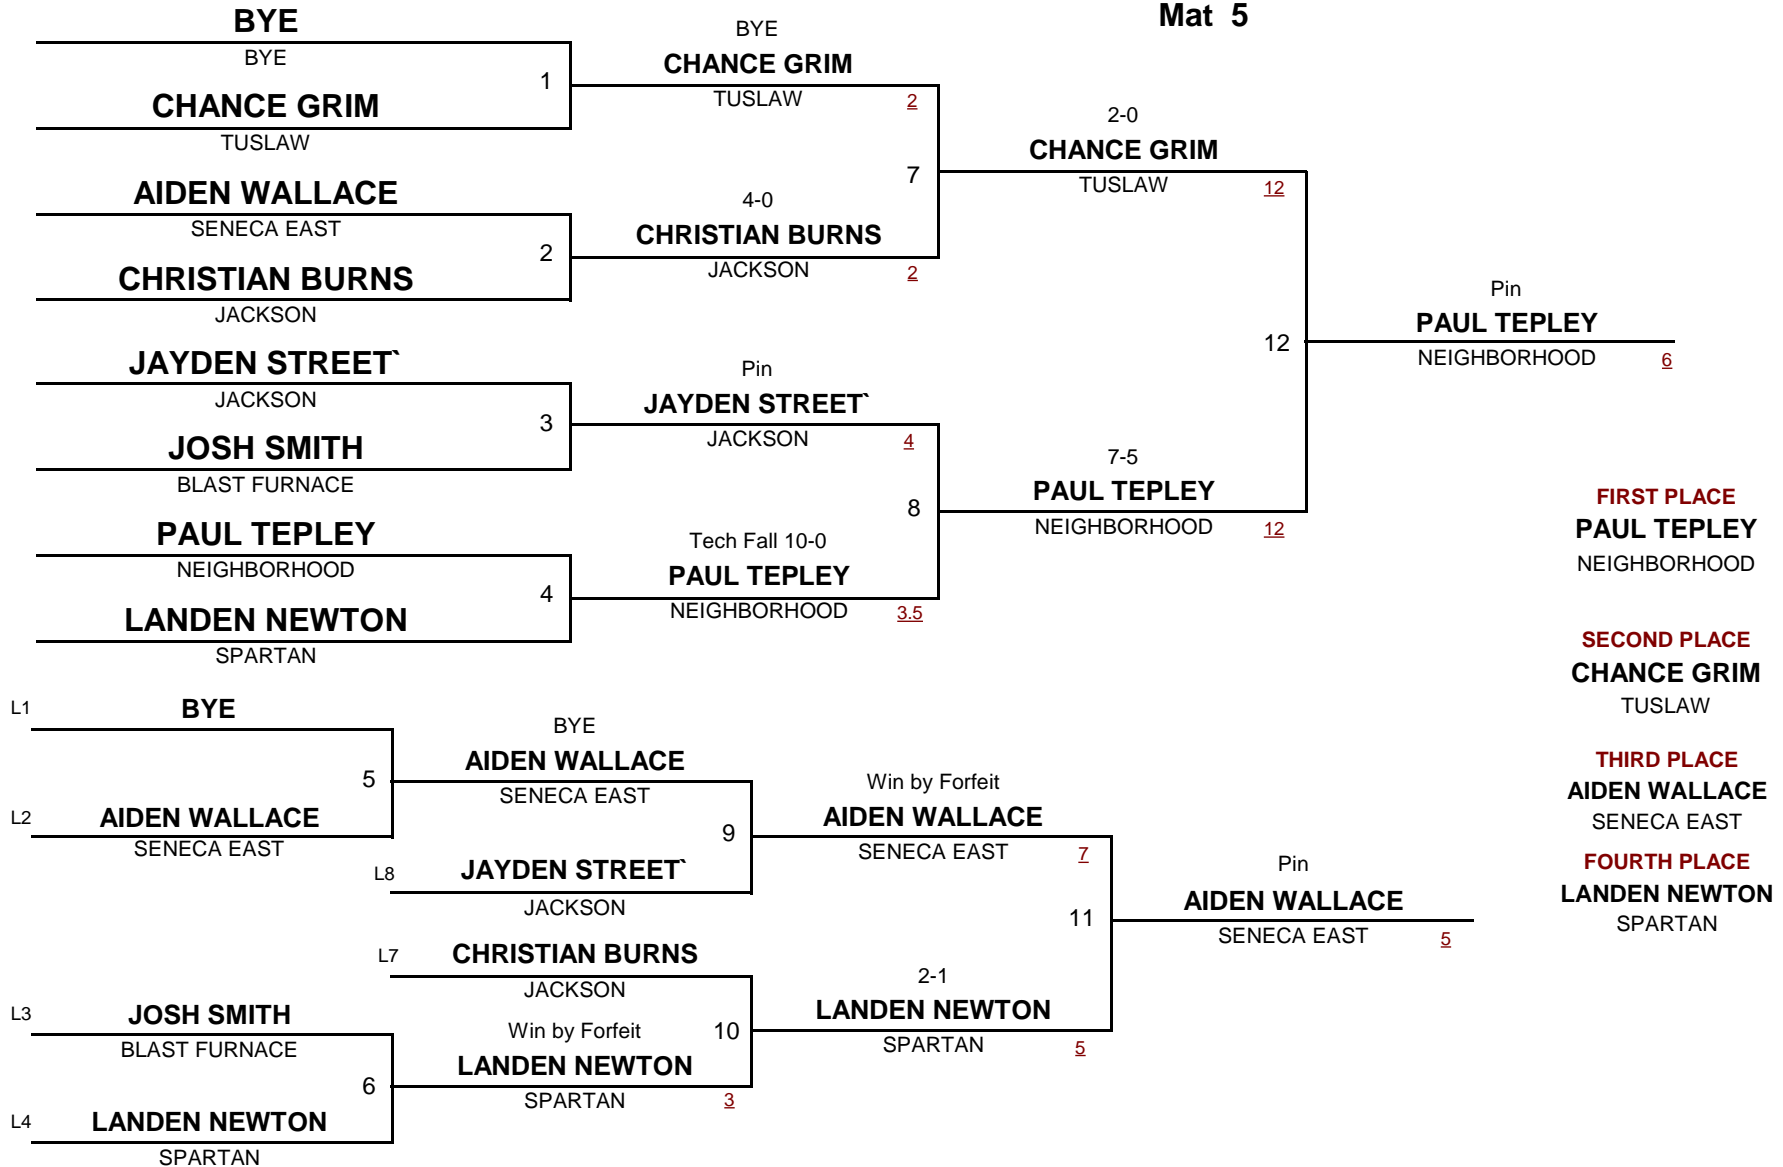 Mat 5
BYE
BYE
1
CHANCE GRIM
TUSLAW
AIDEN WALLACE
SENECA EAST
2
CHRISTIAN BURNS
JACKSON
JAYDEN STREET`
JACKSON
3
JOSH SMITH
BLAST FURNACE
PAUL TEPLEY
NEIGHBORHOOD
4
LANDEN NEWTON
SPARTAN
BYE
CHANCE GRIM
TUSLAW 2
7
4-0
CHRISTIAN BURNS
JACKSON 2
Pin
JAYDEN STREET`
JACKSON 4
8
Tech Fall 10-0
PAUL TEPLEY
NEIGHBORHOOD 3.5
2-0
CHANCE GRIM
TUSLAW 12
12
7-5
PAUL TEPLEY
NEIGHBORHOOD 12
Pin
PAUL TEPLEY
NEIGHBORHOOD 6
FIRST PLACE
PAUL TEPLEY
NEIGHBORHOOD
SECOND PLACE
CHANCE GRIM
TUSLAW
THIRD PLACE
AIDEN WALLACE
SENECA EAST
FOURTH PLACE
LANDEN NEWTON
SPARTAN
L1 BYE
5
L2 AIDEN WALLACE
SENECA EAST
L3 JOSH SMITH
BLAST FURNACE
6
L4 LANDEN NEWTON
SPARTAN
BYE
AIDEN WALLACE
SENECA EAST
9
L8 JAYDEN STREET`
JACKSON
L7 CHRISTIAN BURNS
JACKSON
10
Win by Forfeit
LANDEN NEWTON
SPARTAN 3
Win by Forfeit
AIDEN WALLACE
SENECA EAST 7
11
2-1
LANDEN NEWTON
SPARTAN 5
Pin
AIDEN WALLACE
SENECA EAST 5